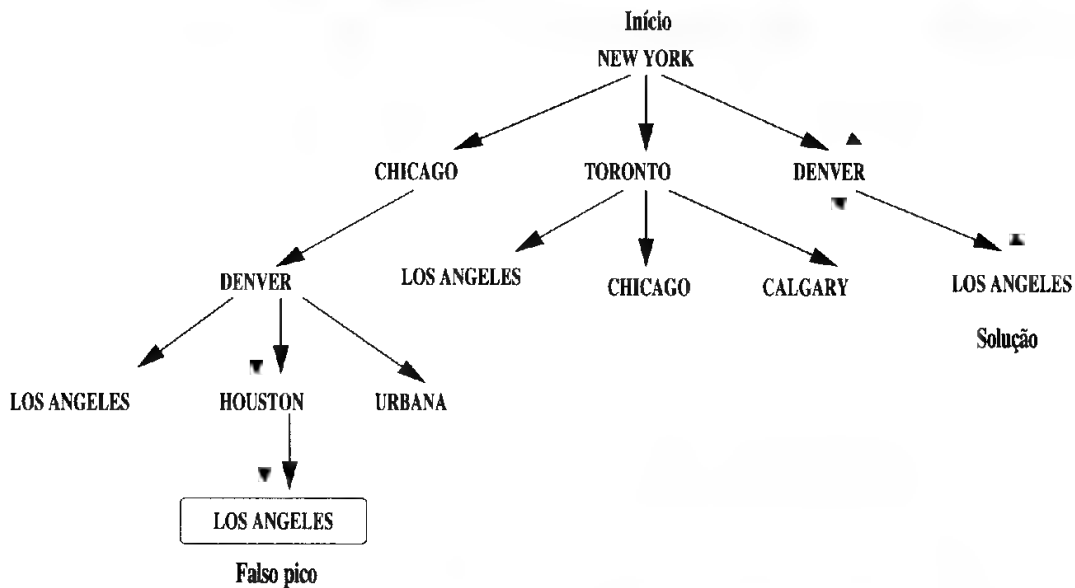 Início
NEW YORK
CHICAGO
TORONTO
DENVER
DENVER
LOS ANGELES
CHICAGO
CALGARY
LOS ANGELES
Solução
LOS ANGELES
HOUSTON
URBANA
LOS ANGELES
Falso pico